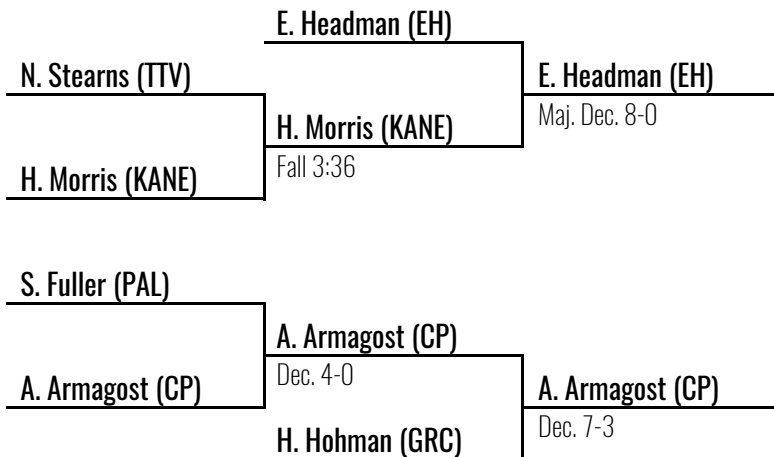 E. Headman (EH)
N. Stearns (TTV)
E. Headman (EH)
Maj. Dec. 8-0
H. Morris (KANE)
Fall 3:36
H. Morris (KANE)
S. Fuller (PAL)
A. Armagost (CP)
Dec. 4-0
A. Armagost (CP)
A. Armagost (CP)
Dec. 7-3
H. Hohman (GRC)